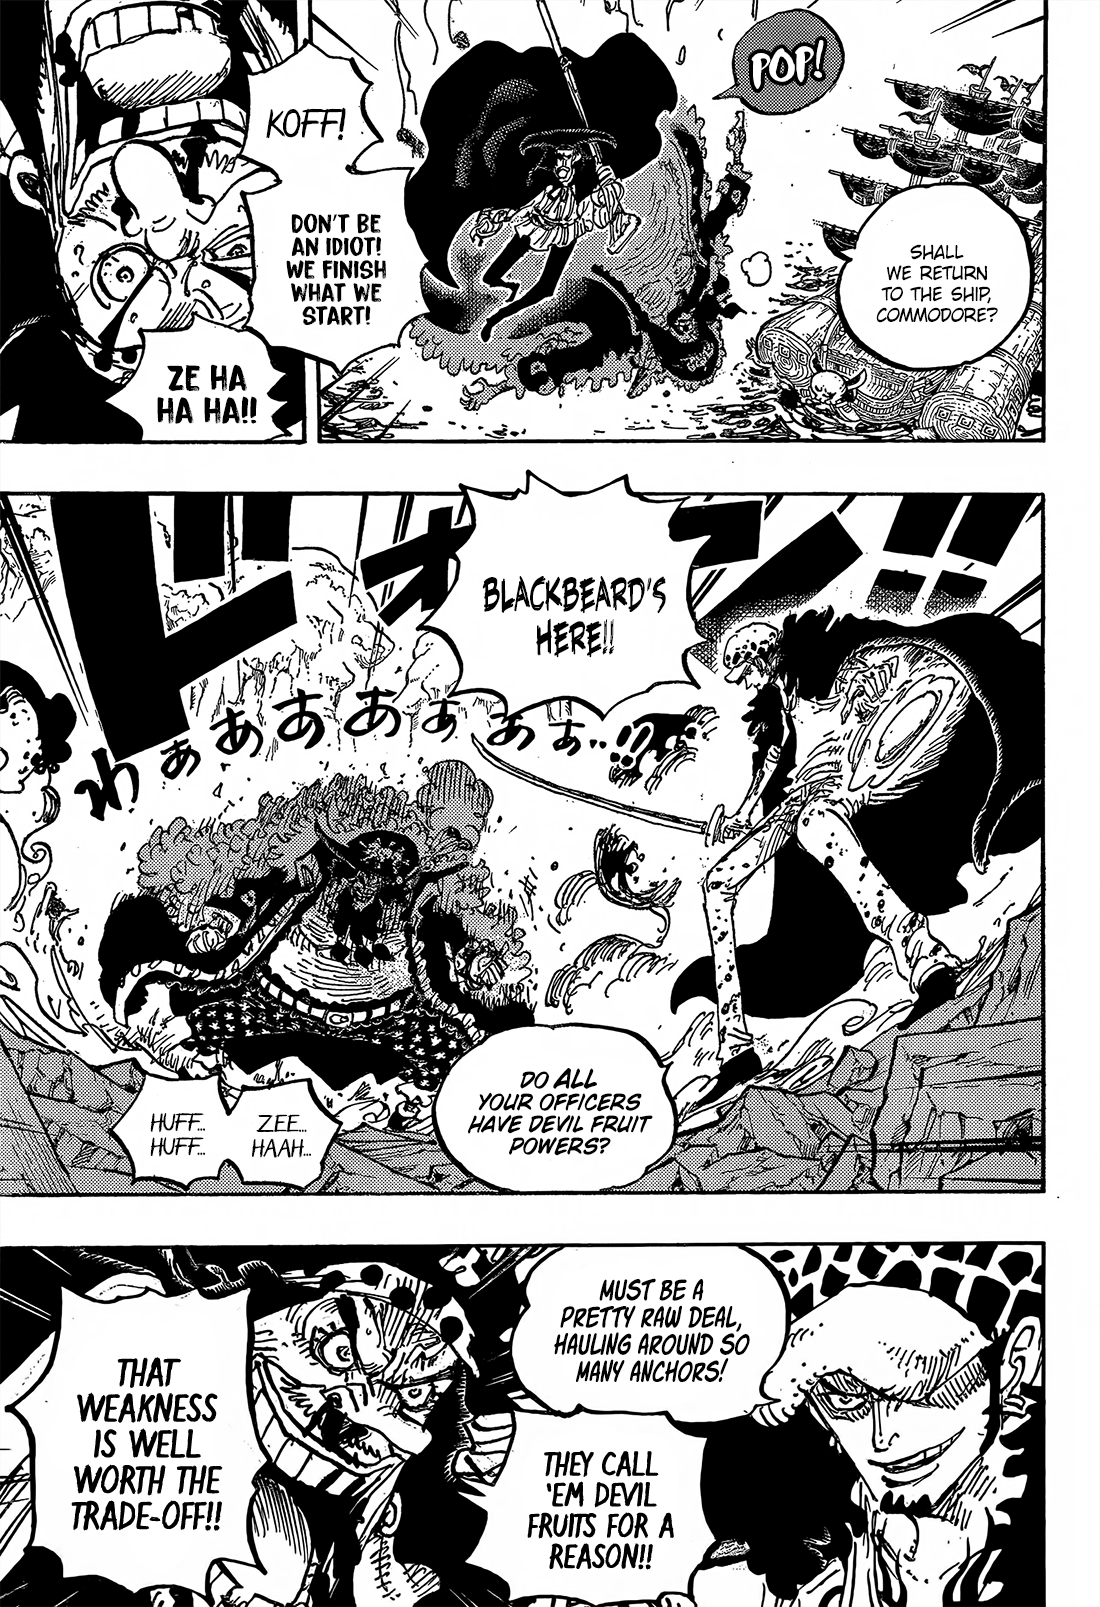 POP!
SHALL
WE RETURN
TO THE SHIP,
COMMODORE?
KOFF!
DON'T BE
AN IDIOT!
WE FINISH
WHAT WE
START!
ZE HA
HA HA!!
BLACKBEARD'S
HERE!!
ドォン!!
わぁあああああ..
DO ALL
YOUR OFFICERS
HAVE DEVIL FRUIT
POWERS?
HUFF...
HUFF...
ZEE...
HAAH...
MUST BE A
PRETTY RAW DEAL,
HAULING AROUND SO
MANY ANCHORS!
THEY CALL
'EM DEVIL
FRUITS FOR A
REASON!!
THAT
WEAKNESS
IS WELL
WORTH THE
TRADE-OFF!!